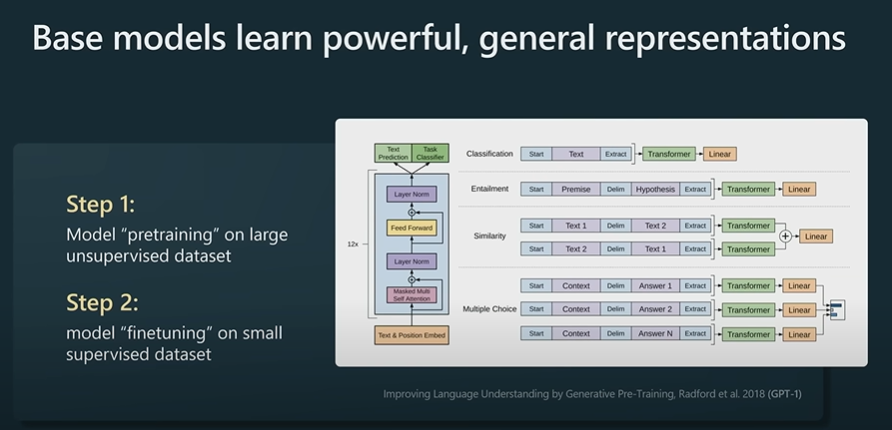 Base models learn powerful, general representations
Step 1:
Model “pretraining” on large
unsupervised dataset
Step 2:
model “finetuning” on small
supervised dataset
Text
Prediction
Task
Classifier
Layer Norm
Feed Forward
12x
Layer Norm
Masked Multi
Self Attention
Text & Position Embed
Classification Start Text Extract Transformer Linear
Entailment Start Premise Delim Hypothesis Extract Transformer Linear
Start Text 1 Delim Text 2 Extract Transformer
Similarity + Linear
Start Text 2 Delim Text 1 Extract Transformer
Start Context Delim Answer 1 Extract Transformer Linear
Multiple Choice Start Context Delim Answer 2 Extract Transformer Linear
Start Context Delim Answer N Extract Transformer Linear
Improving Language Understanding by Generative Pre-Training, Radford et al. 2018 (GPT-1)